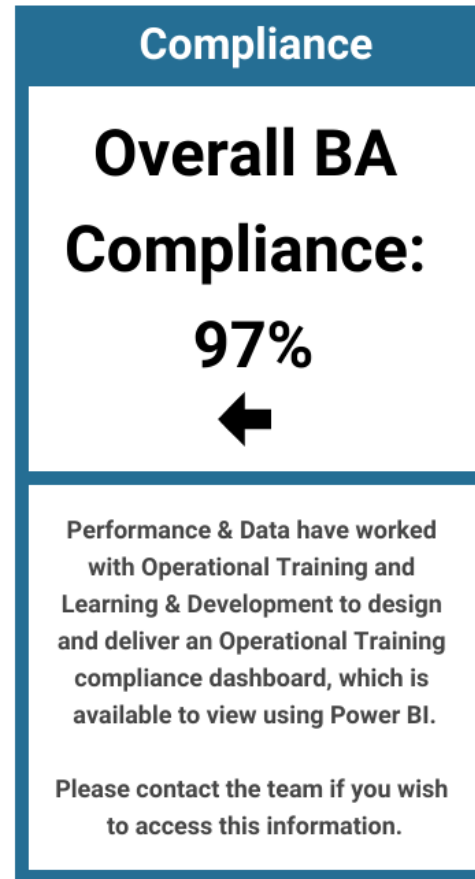 Compliance
Overall BA
Compliance:
97%
Performance & Data have worked
with Operational Training and
Learning & Development to design
and deliver an Operational Training
compliance dashboard, which is
available to view using Power BI.
Please contact the team if you wish
to access this information.